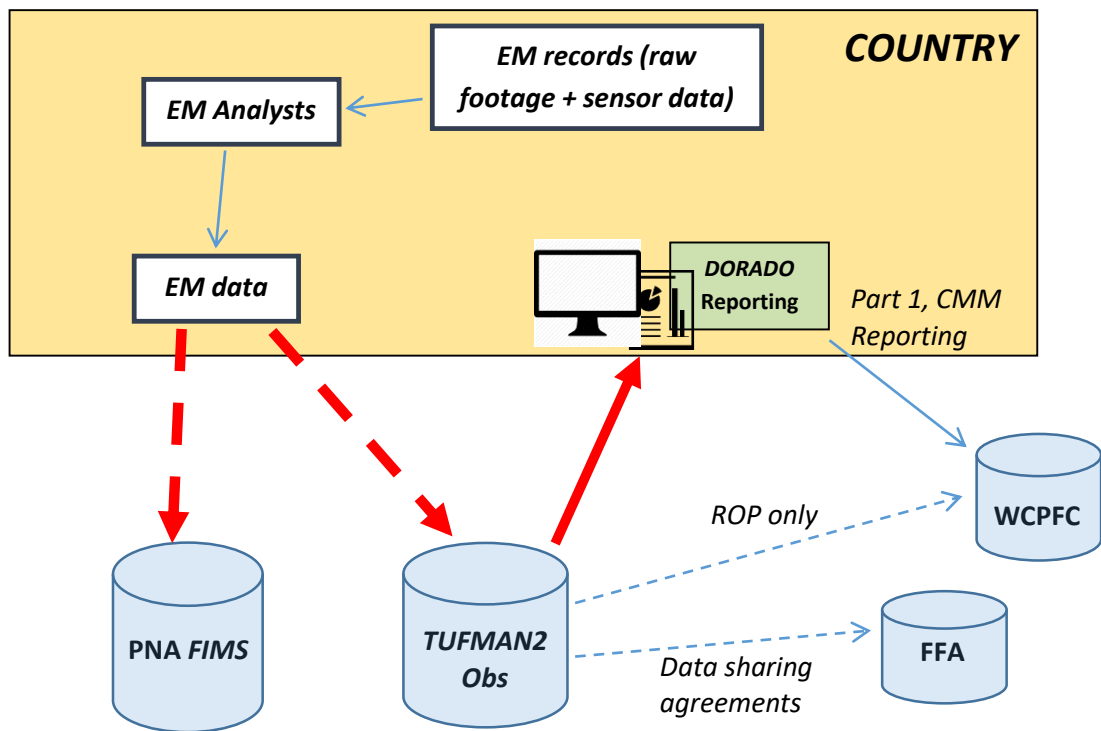 COUNTRY
EM records (raw
footage + sensor data)
EM Analysts
EM data
DORADO
Reporting
Part 1, CMM
Reporting
WCPFC
ROP only
PNA FIMS
TUFMAN2
Obs
FFA
Data sharing
agreements